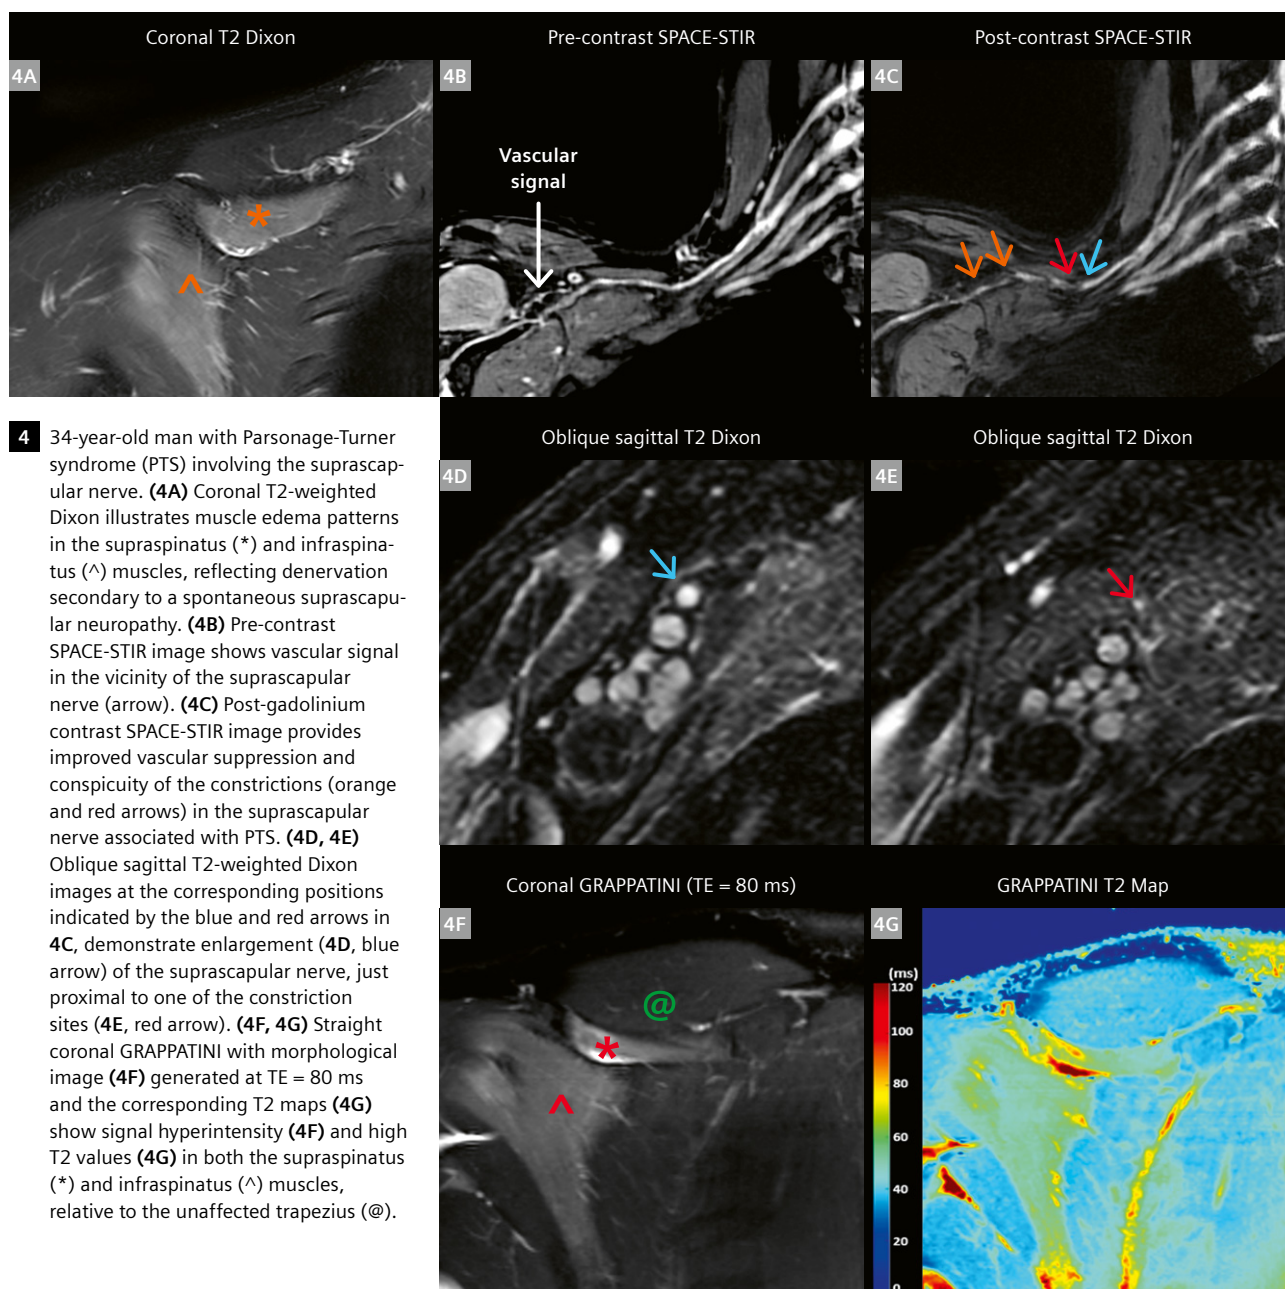 Coronal T2 Dixon
Pre-contrast SPACE-STIR
Post-contrast SPACE-STIR
4A
4B
4C
Vascular
signal
*
^
4 34-year-old man with Parsonage-Turner
syndrome (PTS) involving the suprascap-
ular nerve. (4A) Coronal T2-weighted
Dixon illustrates muscle edema patterns
in the supraspinatus (*) and infraspina-
tus (^) muscles, reflecting denervation
secondary to a spontaneous suprascapu-
lar neuropathy. (4B) Pre-contrast
SPACE-STIR image shows vascular signal
in the vicinity of the suprascapular
nerve (arrow). (4C) Post-gadolinium
contrast SPACE-STIR image provides
improved vascular suppression and
conspicuity of the constrictions (orange
and red arrows) in the suprascapular
nerve associated with PTS. (4D, 4E)
Oblique sagittal T2-weighted Dixon
images at the corresponding positions
indicated by the blue and red arrows in
4C, demonstrate enlargement (4D, blue
arrow) of the suprascapular nerve, just
proximal to one of the constriction
sites (4E, red arrow). (4F, 4G) Straight
coronal GRAPPATINI with morphological
image (4F) generated at TE = 80 ms
and the corresponding T2 maps (4G)
show signal hyperintensity (4F) and high
T2 values (4G) in both the supraspinatus
(*) and infraspinatus (^) muscles,
relative to the unaffected trapezius (@).
Oblique sagittal T2 Dixon
Oblique sagittal T2 Dixon
4D
4E
Coronal GRAPPATINI (TE = 80 ms)
GRAPPATINI T2 Map
4F
4G
@
*
^
(ms)
120
100
80
60
40
20
0